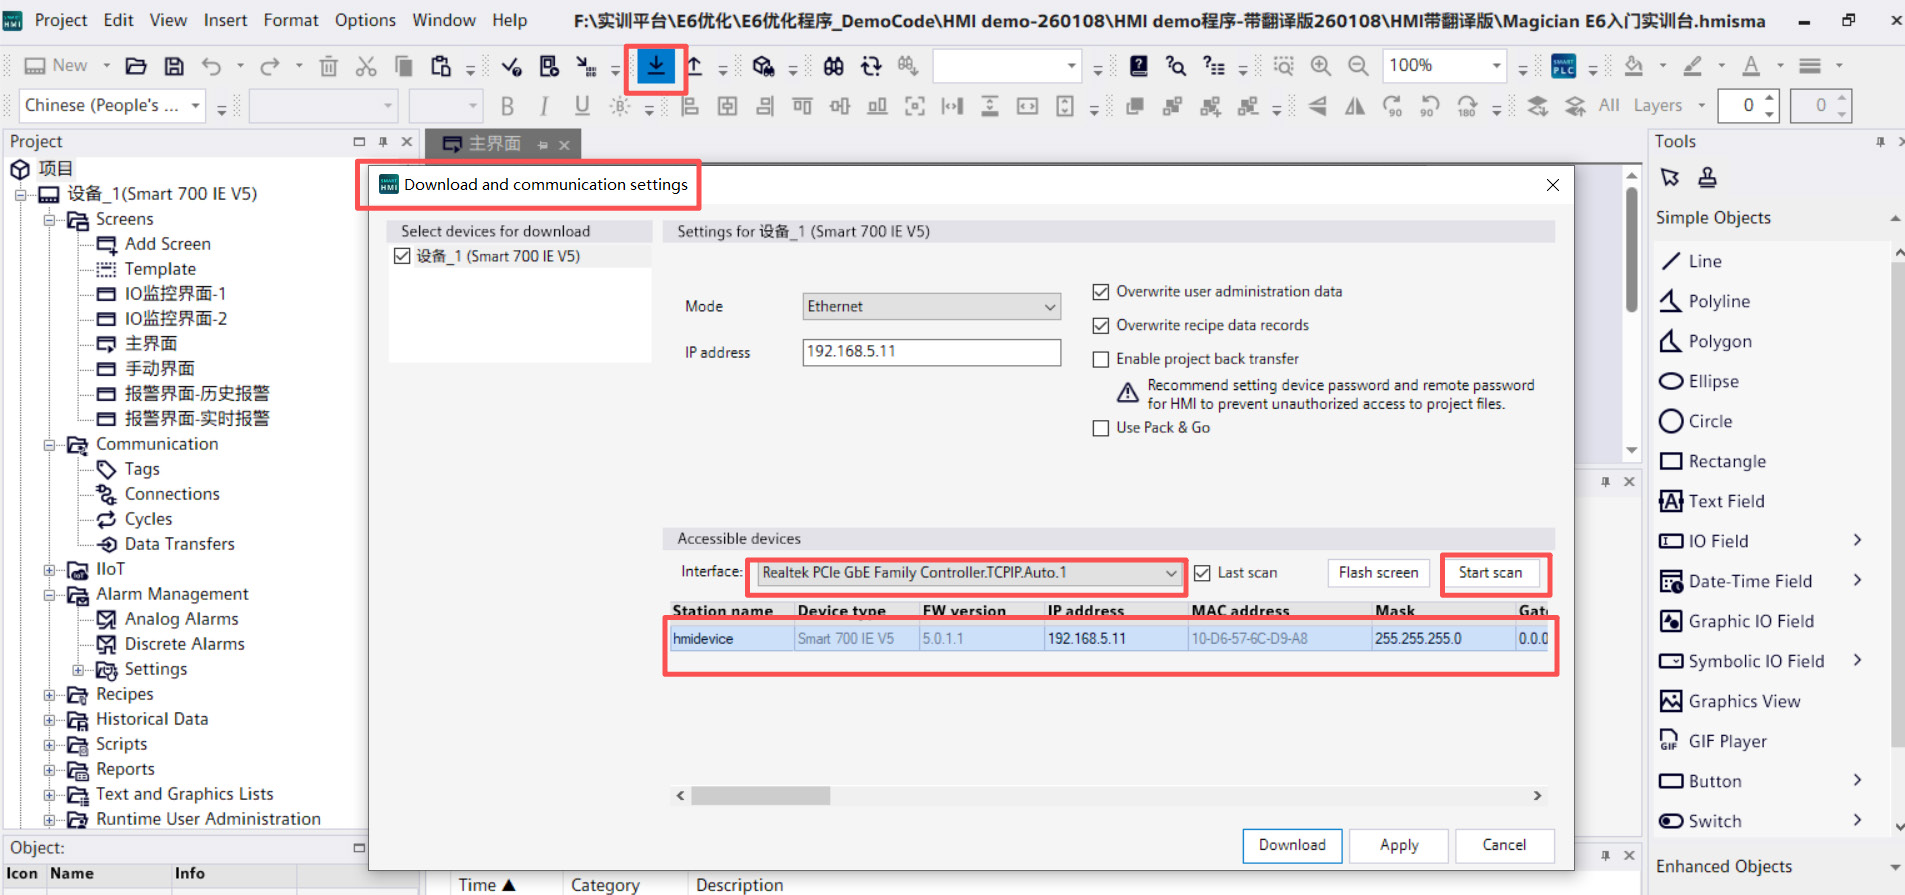 Project Edit View Insert Format Options Window Help F:\实训平台\E6优化\E6优化程序_DemoCode\HMI demo-260108\HMI demo程序-带翻译版260108\HMI带翻译版\Magician E6入门实训台.hmisma
New 100% SMART PLC
Chinese (People's ... B I U B 90 90 180 All Layers 0 0
Project
项目
设备_1(Smart 700 IE V5)
Screens
Add Screen
Template
IO监控界面-1
IO监控界面-2
主界面
手动界面
报警界面-历史报警
报警界面-实时报警
Communication
Tags
Connections
Cycles
Data Transfers
IIoT
Alarm Management
Analog Alarms
Discrete Alarms
Settings
Recipes
Historical Data
Scripts
Reports
Text and Graphics Lists
Runtime User Administration
Object:
Icon Name Info
主界面
SMART HMI Download and communication settings
Select devices for download
设备_1 (Smart 700 IE V5)
Settings for 设备_1 (Smart 700 IE V5)
Mode Ethernet
IP address 192.168.5.11
Overwrite user administration data
Overwrite recipe data records
Enable project back transfer
Recommend setting device password and remote password
for HMI to prevent unauthorized access to project files.
Use Pack & Go
Accessible devices
Interface: Realtek PCIe GbE Family Controller.TCPIP.Auto.1 Last scan Flash screen Start scan
Station name Device type FW version IP address MAC address Mask Gate
hmidevice Smart 700 IE V5 5.0.1.1 192.168.5.11 10-D6-57-6C-D9-A8 255.255.255.0 0.0.0
Download Apply Cancel
Time Category Description
Tools
Simple Objects
Line
Polyline
Polygon
Ellipse
Circle
Rectangle
Text Field
IO Field
Date-Time Field
Graphic IO Field
Symbolic IO Field
Graphics View
GIF Player
Button
Switch
Enhanced Objects